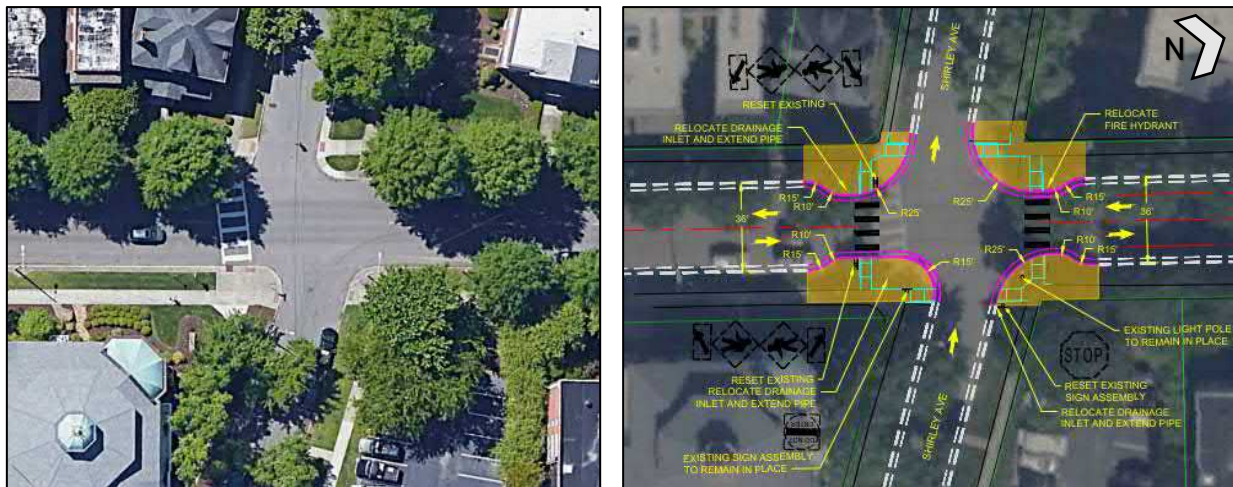 N
SHIRLEY AVE
RESET EXISTING
RELOCATE DRAINAGE
INLET AND EXTEND PIPE
RELOCATE
FIRE HYDRANT
R15'
R10'
R25'
R25'
R10'
R15'
36'
36'
R10'
R15'
R15'
R25'
R10'
R15'
EXISTING LIGHT POLE
TO REMAIN IN PLACE
STOP
RESET EXISTING
RELOCATE DRAINAGE
INLET AND EXTEND PIPE
RESET EXISTING
SIGN ASSEMBLY
RELOCATE DRAINAGE
INLET AND EXTEND PIPE
DO NOT
ENTER
EXISTING SIGN ASSEMBLY
TO REMAIN IN PLACE
SHIRLEY AVE